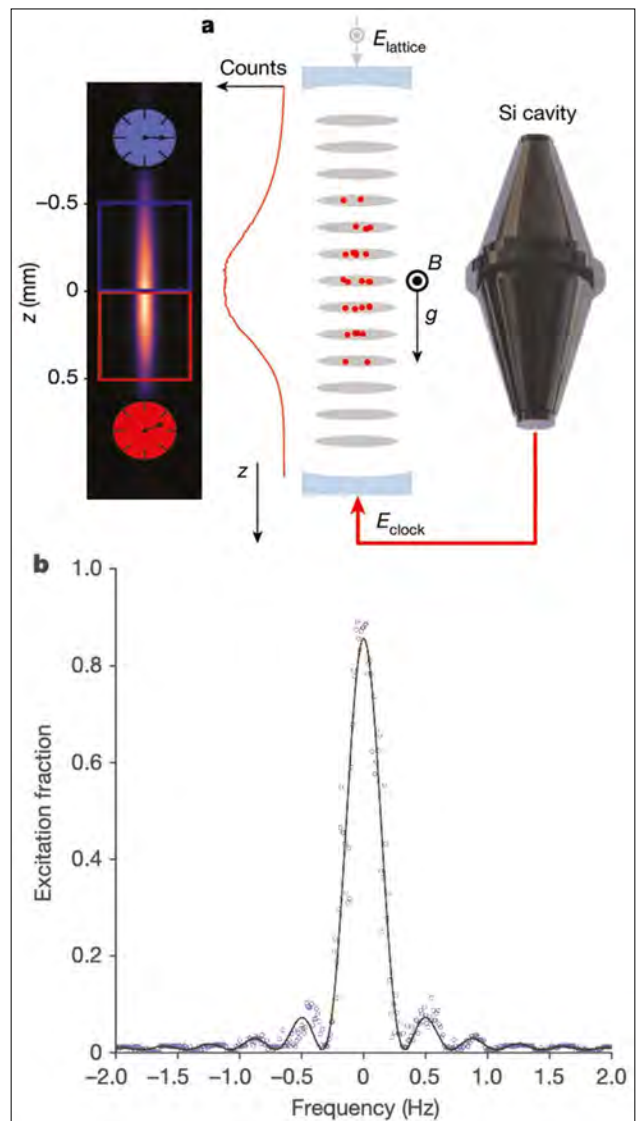 a
E lattice
Counts
Si cavity
–0.5
0
0.5
z (mm)
B
g
z
E clock
b
1.0
0.8
0.6
0.4
0.2
0
Excitation fraction
–2.0 –1.5 –1.0 –0.5 0 0.5 1.0 1.5 2.0
Frequency (Hz)